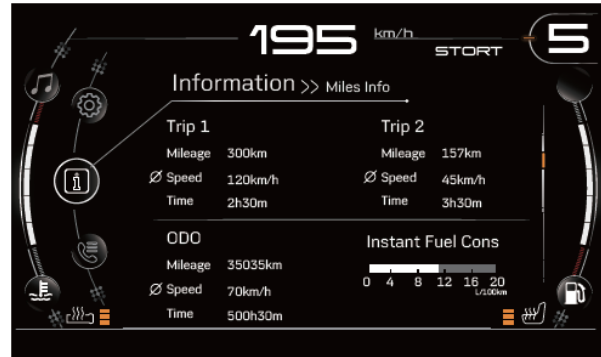 195 km/h
STORT
5
Information >> Miles Info
Trip 1
Mileage 300km
Ø Speed 120km/h
Time 2h30m
Trip 2
Mileage 157km
Ø Speed 45km/h
Time 3h30m
ODO
Mileage 35035km
Ø Speed 70km/h
Time 500h30m
Instant Fuel Cons
0 4 8 12 16 20
L/100km